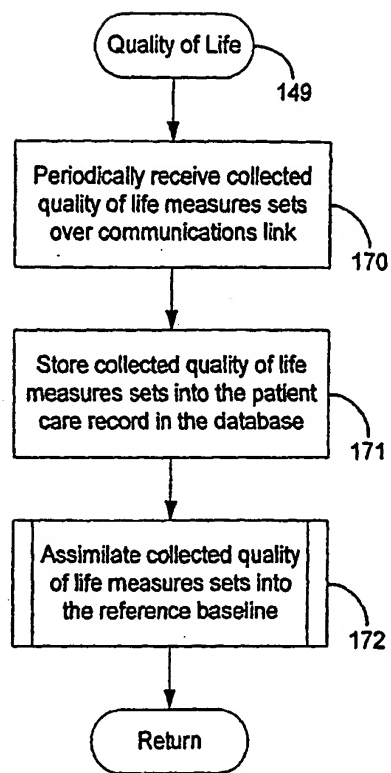 Quality of Life
149
Periodically receive collected
quality of life measures sets
over communications link
170
Store collected quality of life
measures sets into the patient
care record in the database
171
Assimilate collected quality
of life measures sets into
the reference baseline
172
Return